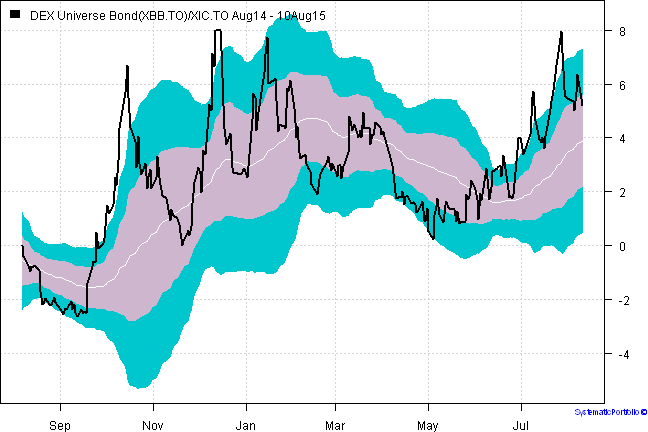 DEX Universe Bond(XBB.TO)/XIC.TO Aug14 - 10Aug15
8
6
4
2
0
-2
-4
Sep Nov Jan Mar May Jul
SystematicPortfolio ©